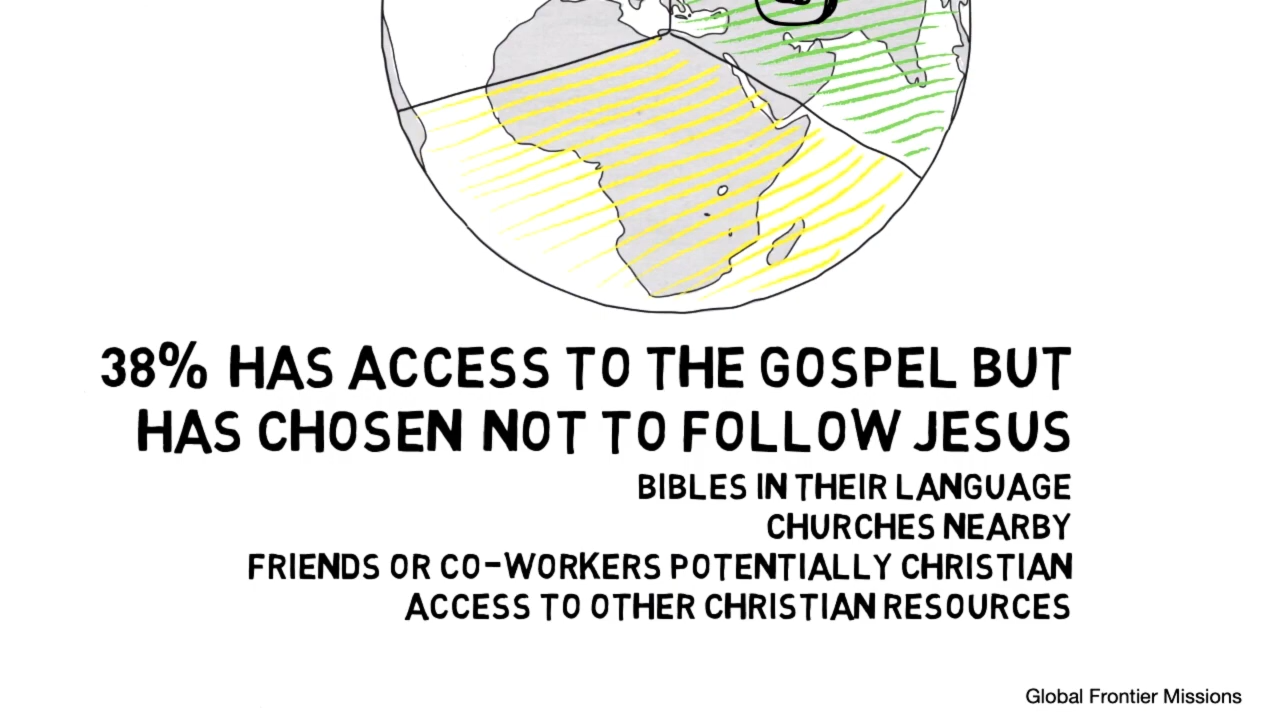 38% HAS ACCESS TO THE GOSPEL BUT
HAS CHOSEN NOT TO FOLLOW JESUS
BIBLES IN THEIR LANGUAGE
CHURCHES NEARBY
FRIENDS OR CO-WORKERS POTENTIALLY CHRISTIAN
ACCESS TO OTHER CHRISTIAN RESOURCES
Global Frontier Missions